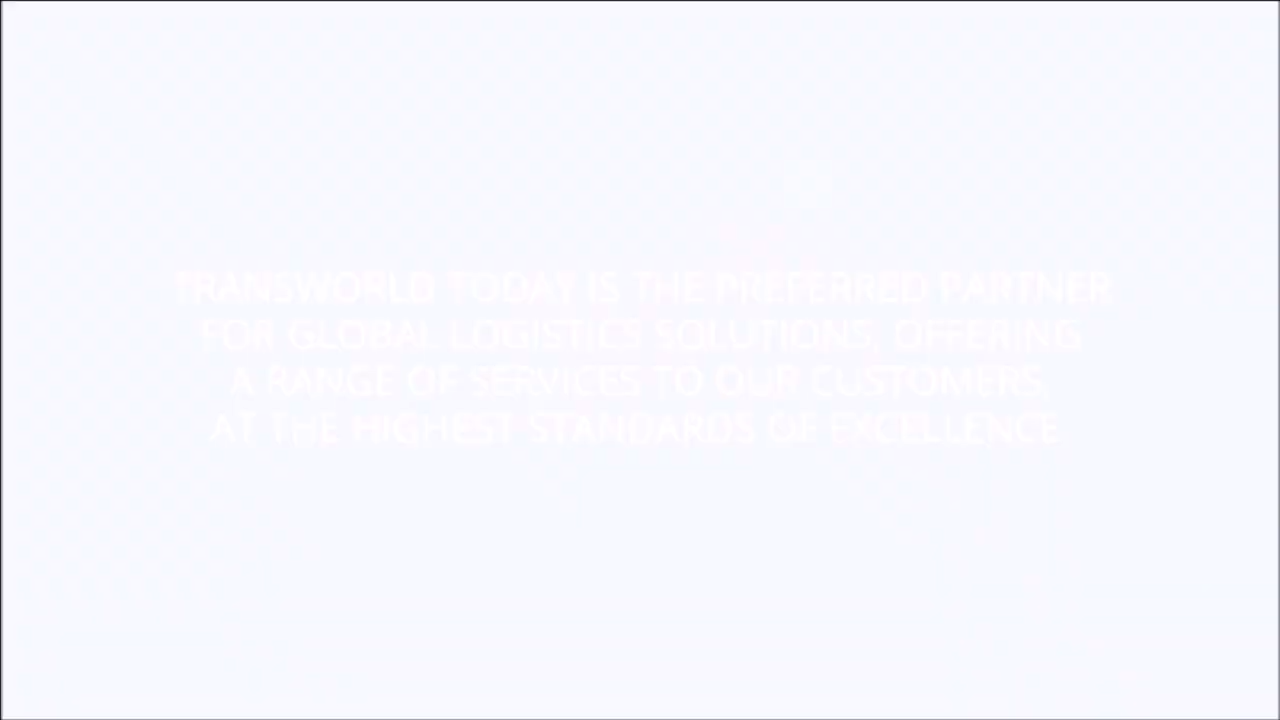 TRANSWORLD TODAY IS THE PREFERRED PARTNER
FOR GLOBAL LOGISTICS SOLUTIONS, OFFERING
A RANGE OF SERVICES TO OUR CUSTOMERS,
AT THE HIGHEST STANDARDS OF EXCELLENCE.